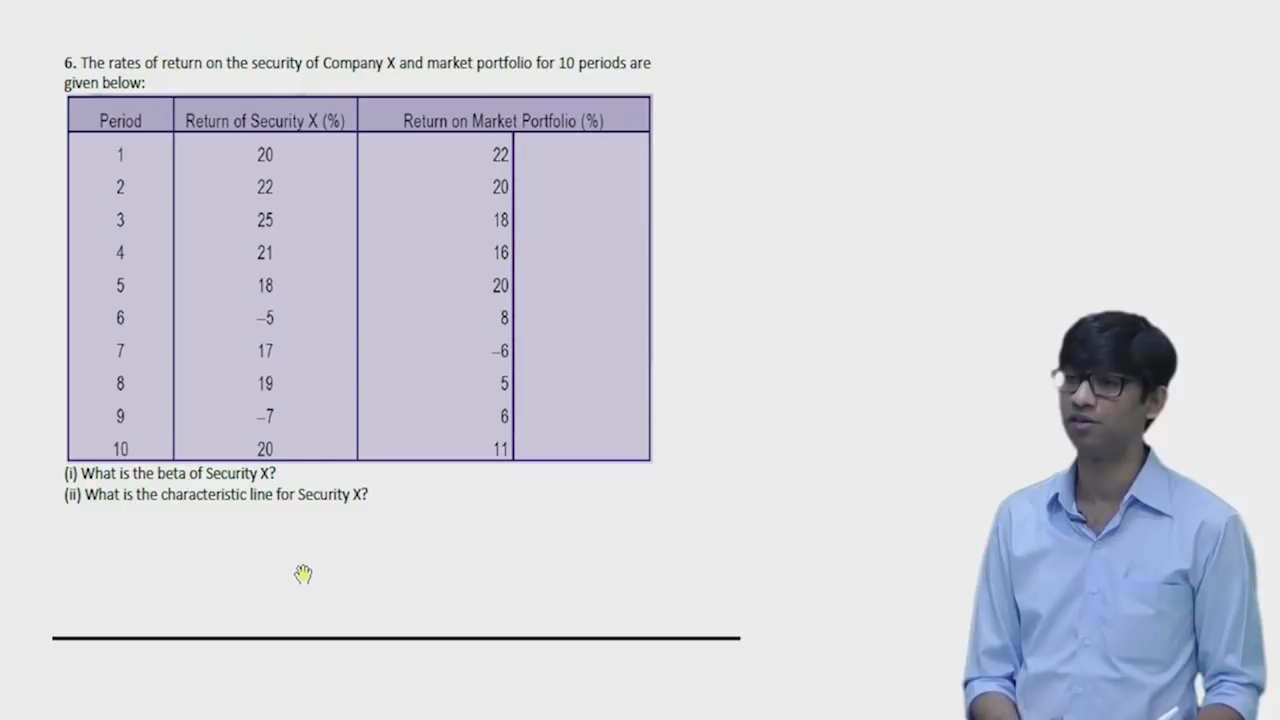 6. The rates of return on the security of Company X and market portfolio for 10 periods are
given below:
Period Return of Security X (%) Return on Market Portfolio (%)
1 20 22
2 22 20
3 25 18
4 21 16
5 18 20
6 –5 8
7 17 –6
8 19 5
9 –7 6
10 20 11
(i) What is the beta of Security X?
(ii) What is the characteristic line for Security X?